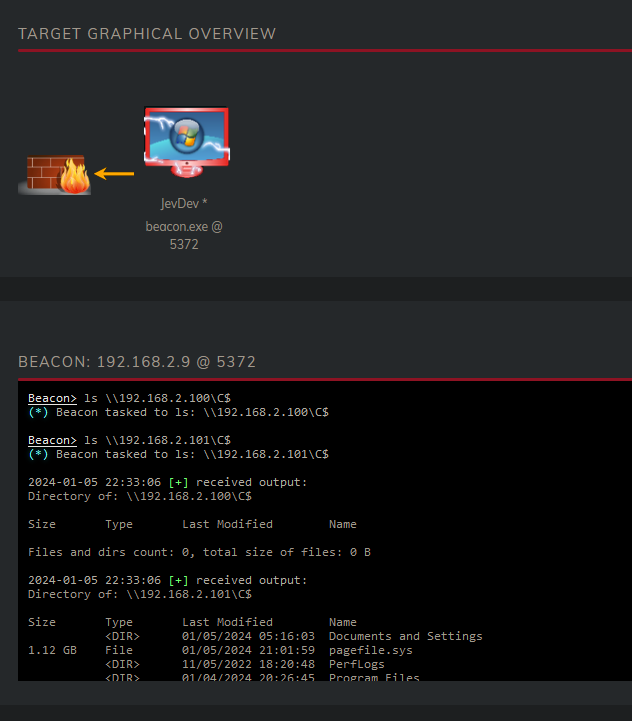 TARGET GRAPHICAL OVERVIEW
JevDev *
beacon.exe @
5372
BEACON: 192.168.2.9 @ 5372
Beacon> ls \\192.168.2.100\C$
(*) Beacon tasked to ls: \\192.168.2.100\C$
Beacon> ls \\192.168.2.101\C$
(*) Beacon tasked to ls: \\192.168.2.101\C$
2024-01-05 22:33:06 [+] received output:
Directory of: \\192.168.2.100\C$
Size Type Last Modified Name
Files and dirs count: 0, total size of files: 0 B
2024-01-05 22:33:06 [+] received output:
Directory of: \\192.168.2.101\C$
Size Type Last Modified Name
<DIR> 01/05/2024 05:16:03 Documents and Settings
1.12 GB File 01/05/2024 21:01:59 pagefile.sys
<DIR> 11/05/2022 18:20:48 PerfLogs
<DIR> 01/04/2024 20:26:45 Program Files